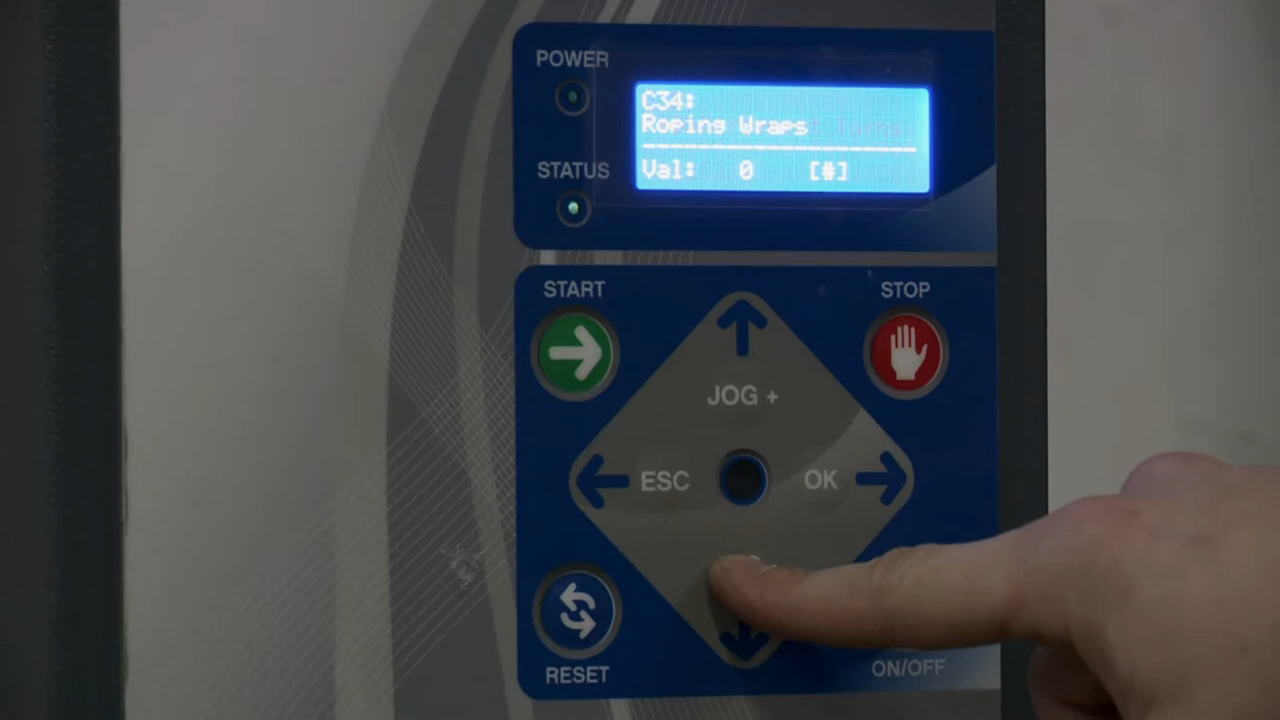 POWER
C34:
Roping Wraps
Val: 0 [#]
STATUS
START
STOP
JOG +
ESC
OK
RESET
ON/OFF